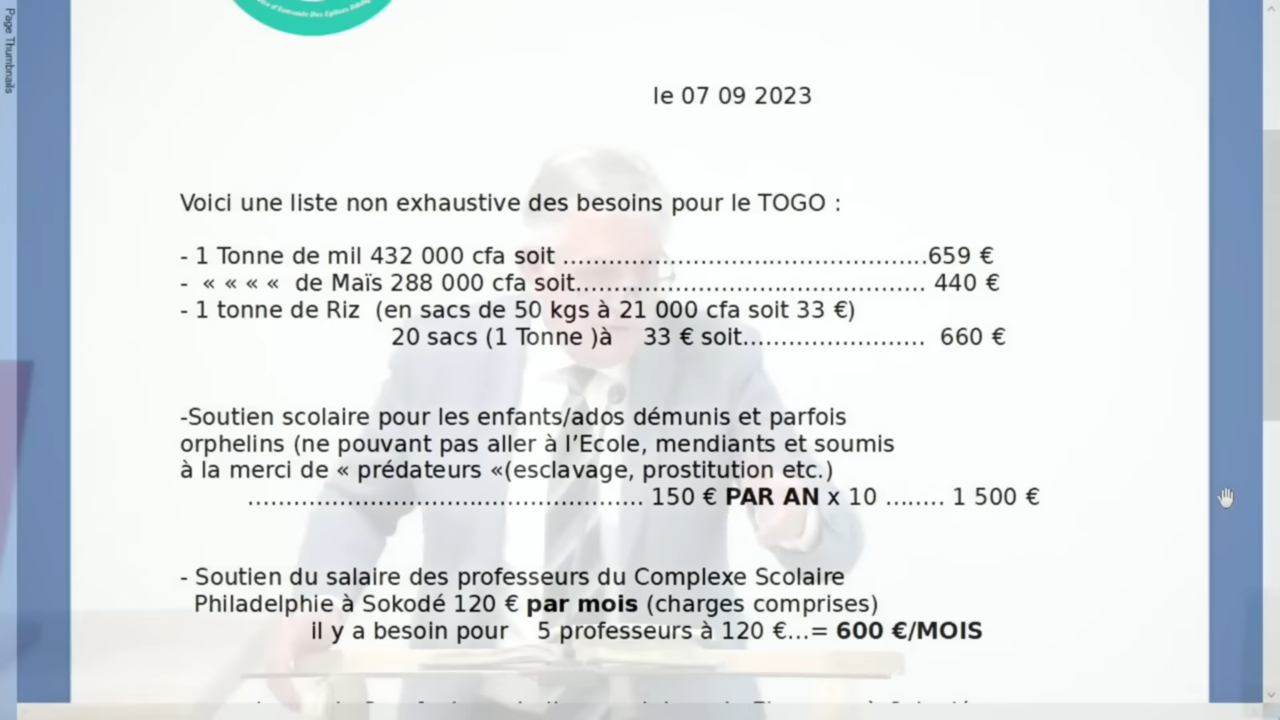 Page Thumbnails
le 07 09 2023
Voici une liste non exhaustive des besoins pour le TOGO :
- 1 Tonne de mil 432 000 cfa soit ................................................659 €
- « « « « de Maïs 288 000 cfa soit.............................................. 440 €
- 1 tonne de Riz (en sacs de 50 kgs à 21 000 cfa soit 33 €)
20 sacs (1 Tonne )à 33 € soit........................ 660 €
-Soutien scolaire pour les enfants/ados démunis et parfois
orphelins (ne pouvant pas aller à l’Ecole, mendiants et soumis
à la merci de « prédateurs «(esclavage, prostitution etc.)
.................................................... 150 € PAR AN x 10 ........ 1 500 €
- Soutien du salaire des professeurs du Complexe Scolaire
Philadelphie à Sokodé 120 € par mois (charges comprises)
il y a besoin pour 5 professeurs à 120 €...= 600 €/MOIS